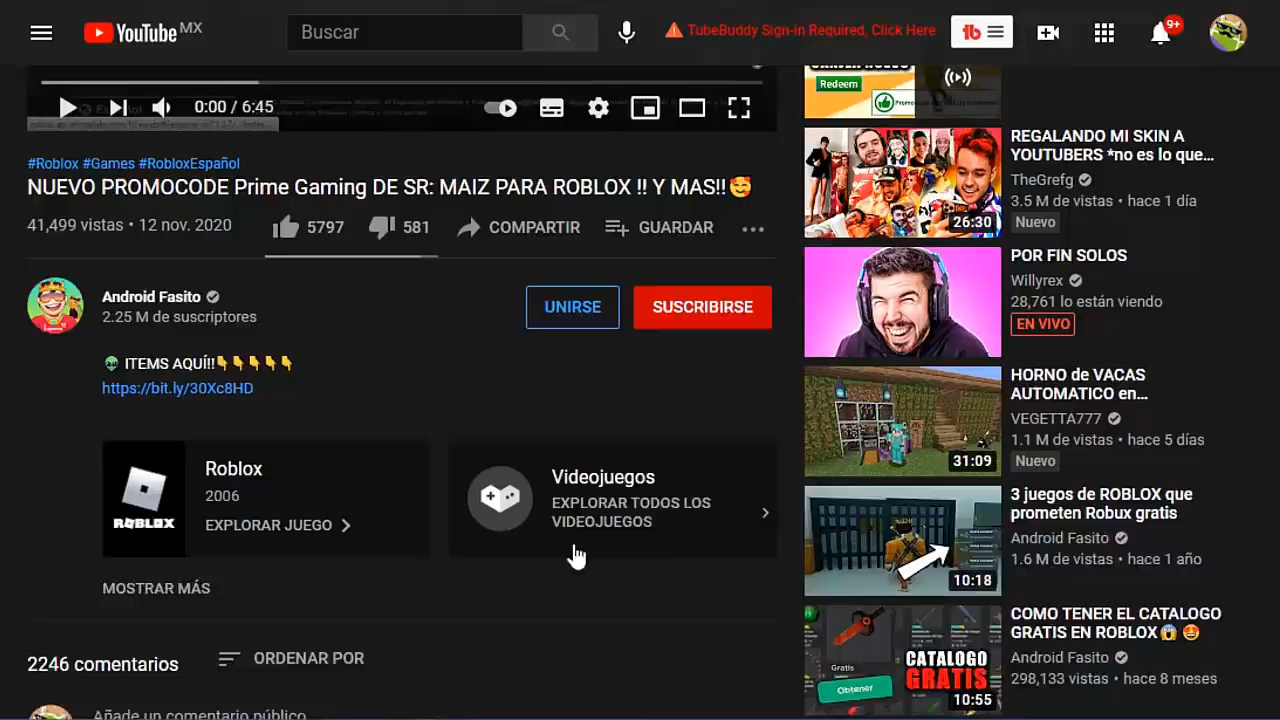 YouTube MX
Buscar
TubeBuddy Sign-in Required, Click Here
tb
9+
0:00 / 6:45
#Roblox #Games #RobloxEspañol
NUEVO PROMOCODE Prime Gaming DE SR: MAIZ PARA ROBLOX !! Y MAS!!🥰
41,499 vistas • 12 nov. 2020
5797
581
COMPARTIR
GUARDAR
Android Fasito
2.25 M de suscriptores
UNIRSE
SUSCRIBIRSE
👽 ITEMS AQUÍ!!👇👇👇👇👇
https://bit.ly/30Xc8HD
ROBLOX
Roblox
2006
EXPLORAR JUEGO
Videojuegos
EXPLORAR TODOS LOS
VIDEOJUEGOS
MOSTRAR MÁS
2246 comentarios
ORDENAR POR
Añade un comentario público
Redeem
REGALANDO MI SKIN A
YOUTUBERS *no es lo que...
TheGrefg
3.5 M de vistas • hace 1 día
Nuevo
26:30
POR FIN SOLOS
Willyrex
28,761 lo están viendo
EN VIVO
HORNO de VACAS
AUTOMATICO en...
VEGETTA777
1.1 M de vistas • hace 5 días
Nuevo
31:09
3 juegos de ROBLOX que
prometen Robux gratis
Android Fasito
1.6 M de vistas • hace 1 año
10:18
COMO TENER EL CATALOGO
GRATIS EN ROBLOX😱 🤩
Android Fasito
298,133 vistas • hace 8 meses
Gratis
Obtener
CATALOGO
GRATIS
10:55